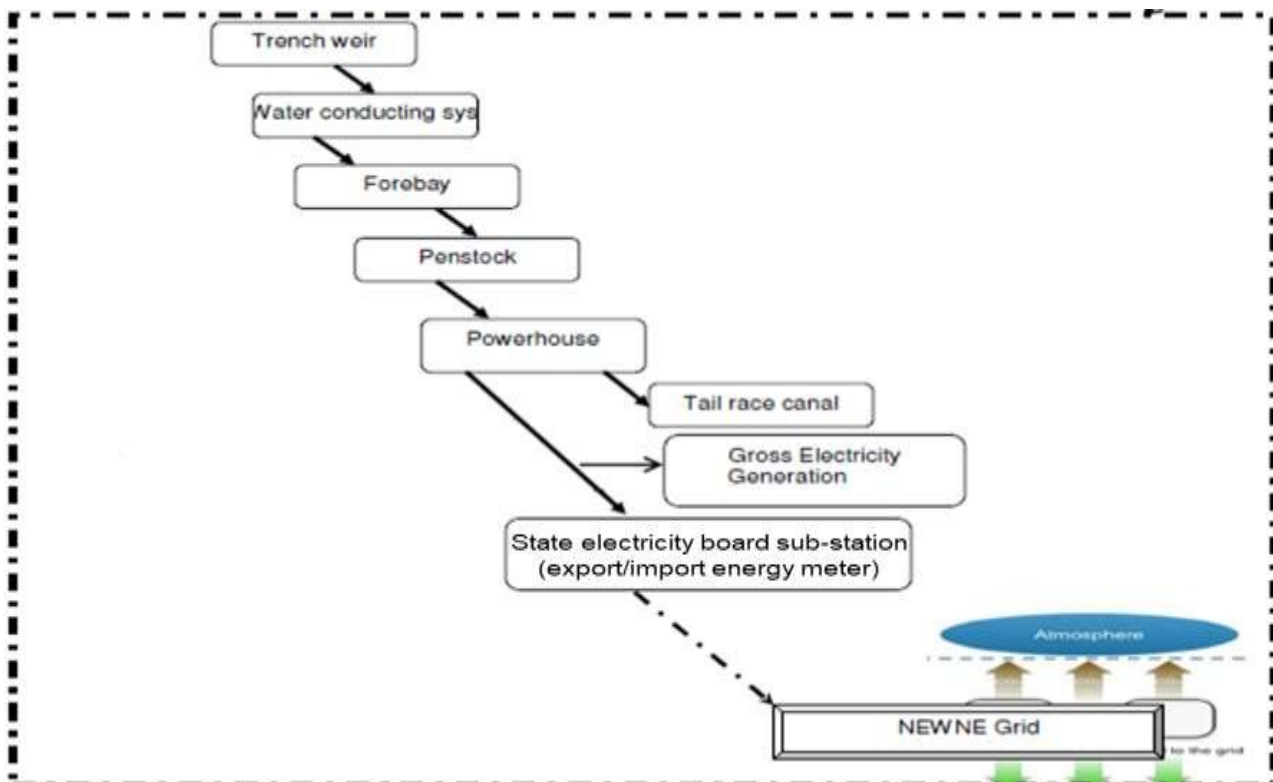 Trench weir
Water conducting sys
Forebay
Penstock
Powerhouse
Tail race canal
Gross Electricity
Generation
State electricity board sub-station
(export/import energy meter)
Atmosphere
NEWNE Grid
to the grid